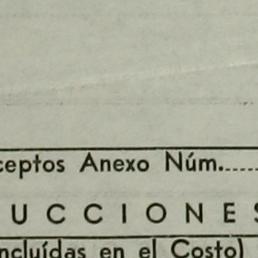 ceptos Anexo Núm......
UCCIONES
ncluídas en el Costo)